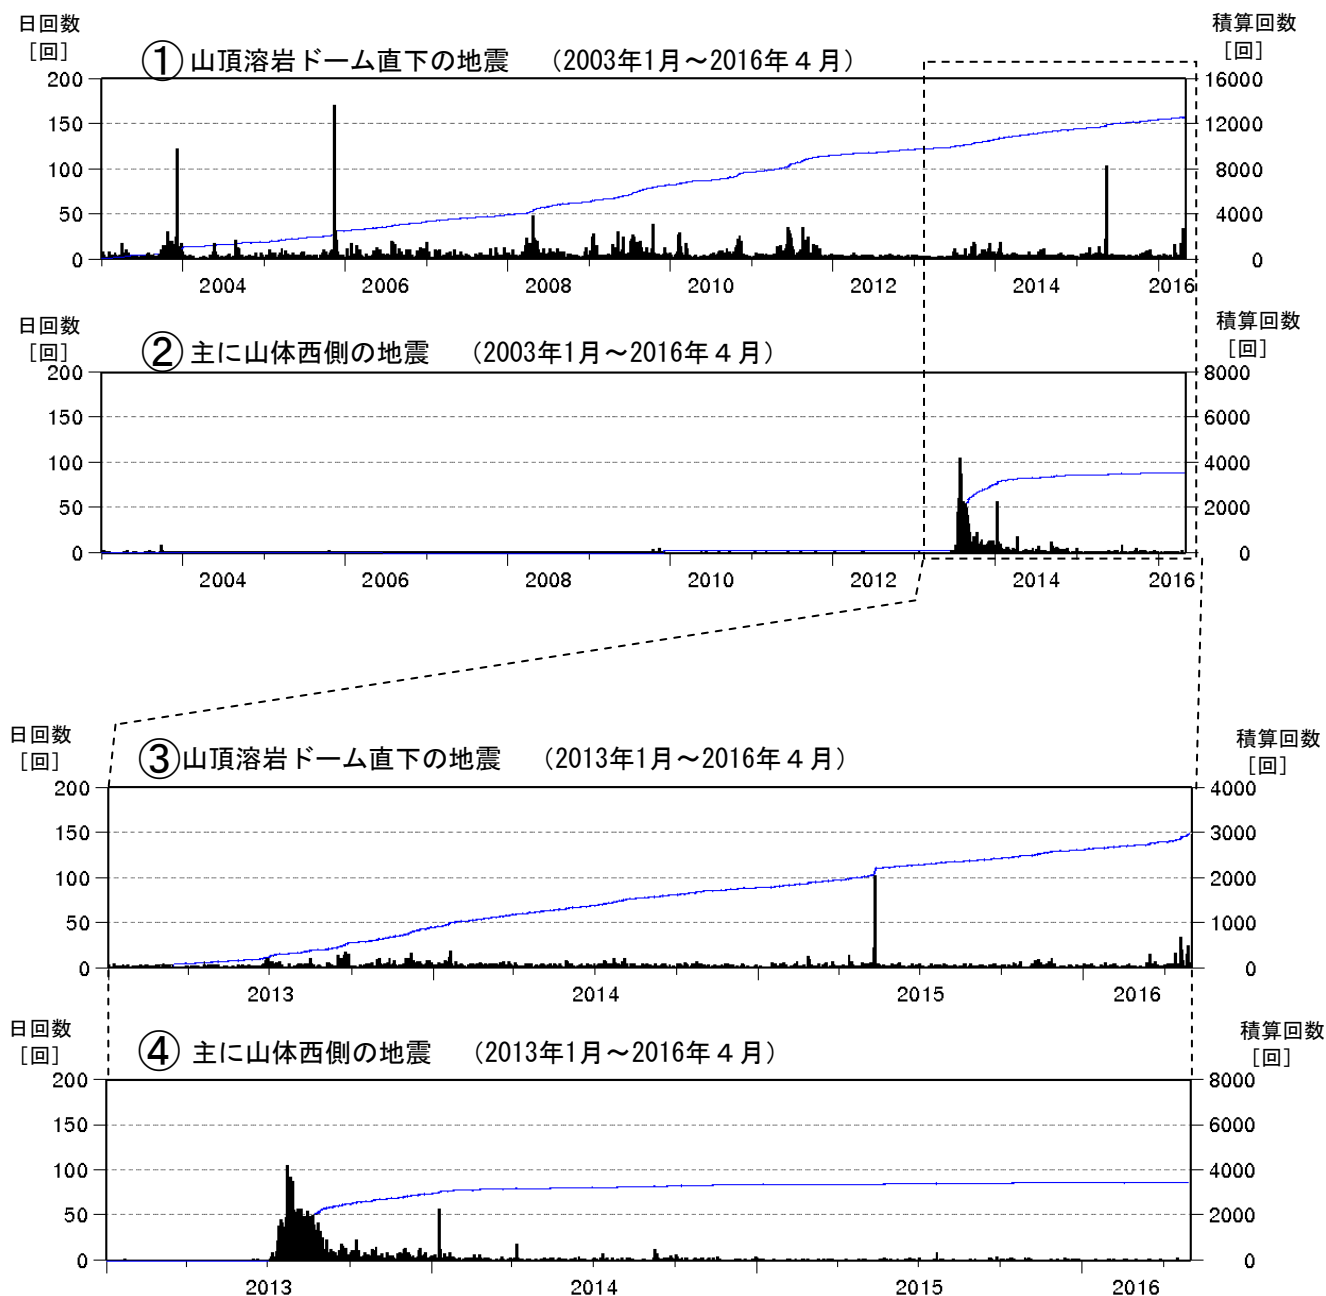 日回数
[回]
積算回数
[回]
①山頂溶岩ドーム直下の地震 (2003年1月～2016年４月)
200 16000
150 12000
100 8000
50 4000
0 0
2004 2006 2008 2010 2012 2014 2016
日回数
[回]
積算回数
[回]
②主に山体西側の地震 (2003年1月～2016年４月)
200 8000
150 6000
100 4000
50 2000
0 0
2004 2006 2008 2010 2012 2014 2016
日回数
[回]
積算回数
[回]
③山頂溶岩ドーム直下の地震 (2013年1月～2016年４月)
200 4000
150 3000
100 2000
50 1000
0 0
2013 2014 2015 2016
日回数
[回]
積算回数
[回]
④主に山体西側の地震 (2013年1月～2016年４月)
200 8000
150 6000
100 4000
50 2000
0 0
2013 2014 2015 2016